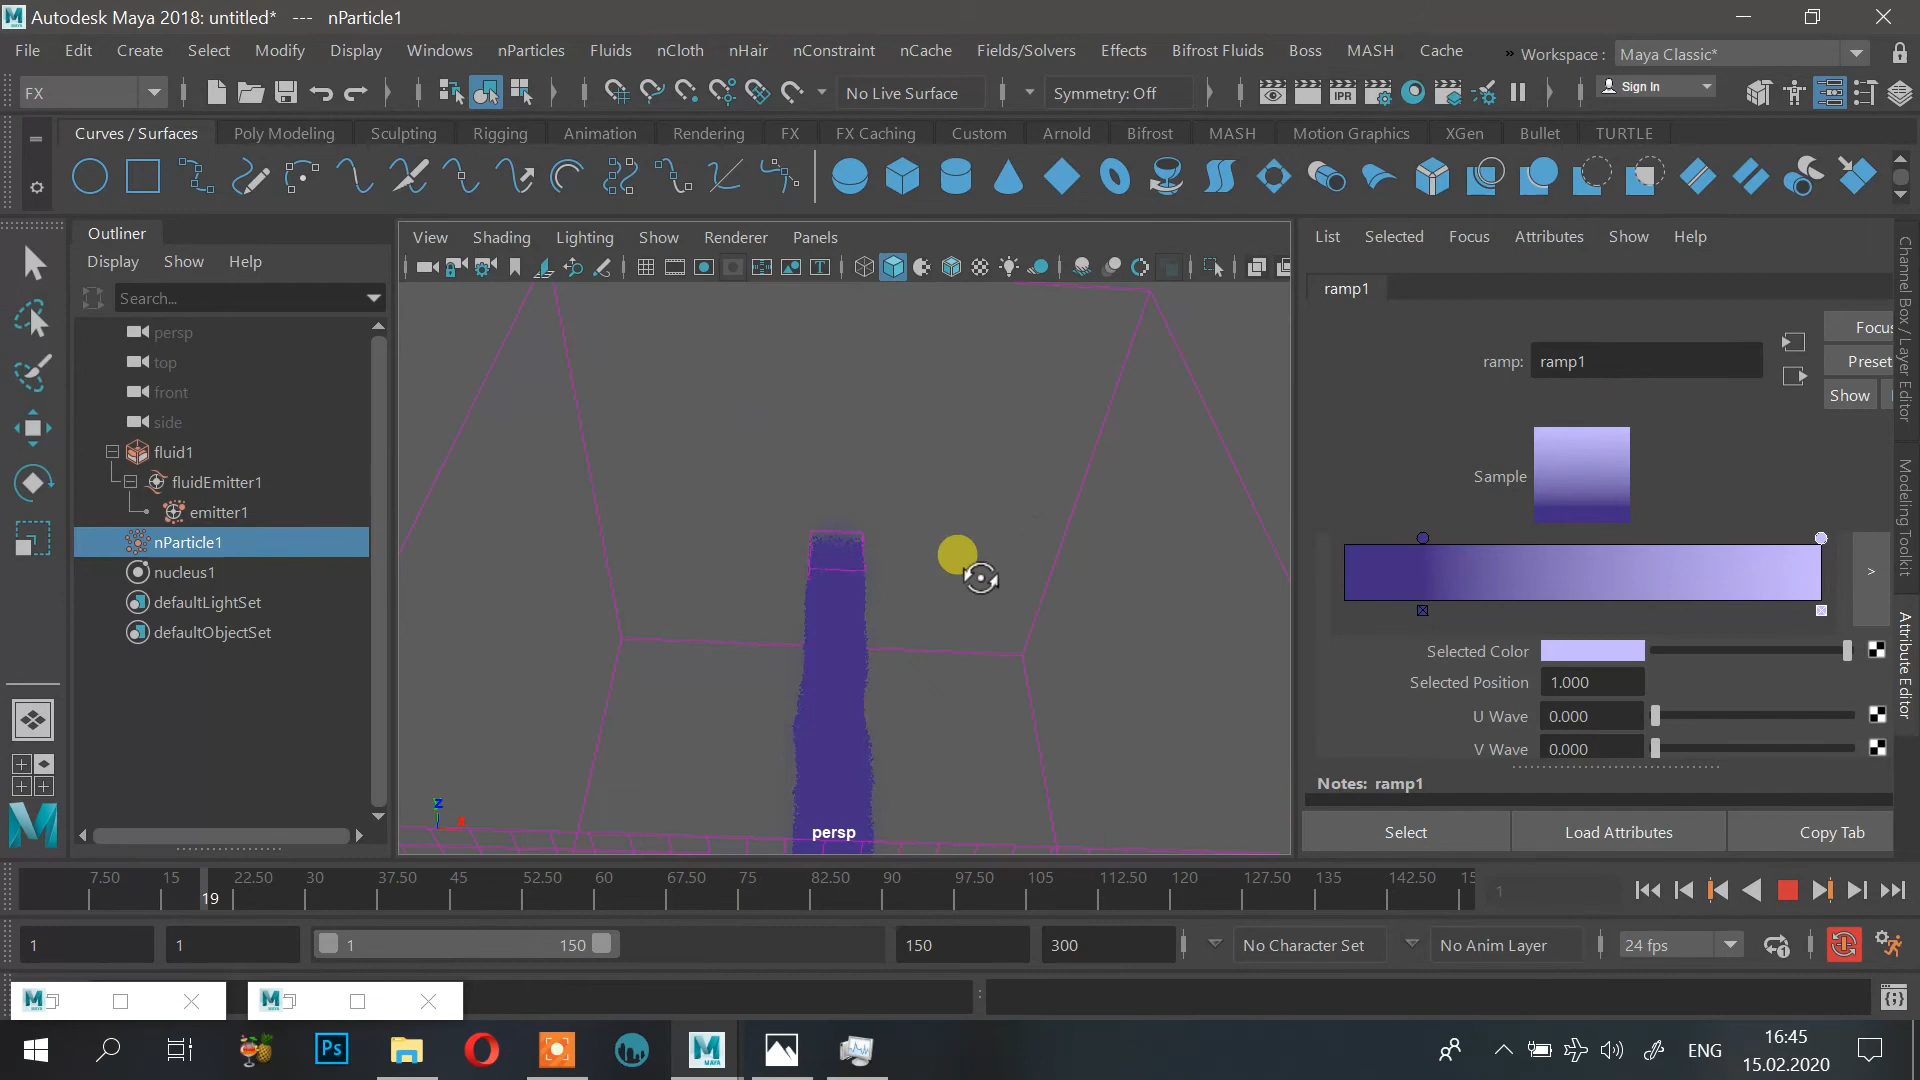 Autodesk Maya 2018: untitled* --- nParticle1
File Edit Create Select Modify Display Windows nParticles Fluids nCloth nHair nConstraint nCache Fields/Solvers Effects Bifrost Fluids Boss MASH Cache » Workspace : Maya Classic*
FX No Live Surface Symmetry: Off IPR Sign In
Curves / Surfaces Poly Modeling Sculpting Rigging Animation Rendering FX FX Caching Custom Arnold Bifrost MASH Motion Graphics XGen Bullet TURTLE
Outliner
Display Show Help
Search...
persp
top
front
side
fluid1
fluidEmitter1
emitter1
nParticle1
nucleus1
defaultLightSet
defaultObjectSet
View Shading Lighting Show Renderer Panels
z
x
persp
List Selected Focus Attributes Show Help
ramp1
Focus
ramp: ramp1
Preset
Show
Sample
>
Selected Color
Selected Position 1.000
U Wave 0.000
V Wave 0.000
Notes: ramp1
Select Load Attributes Copy Tab
Channel Box / Layer Editor
Modeling Toolkit
Attribute Editor
7.50 15 22.50 30 37.50 45 52.50 60 67.50 75 82.50 90 97.50 105 112.50 120 127.50 135 142.50 15
19
1
1 1 1 150 150 300 No Character Set No Anim Layer 24 fps
MAYA
Ps
ENG
16:45
15.02.2020